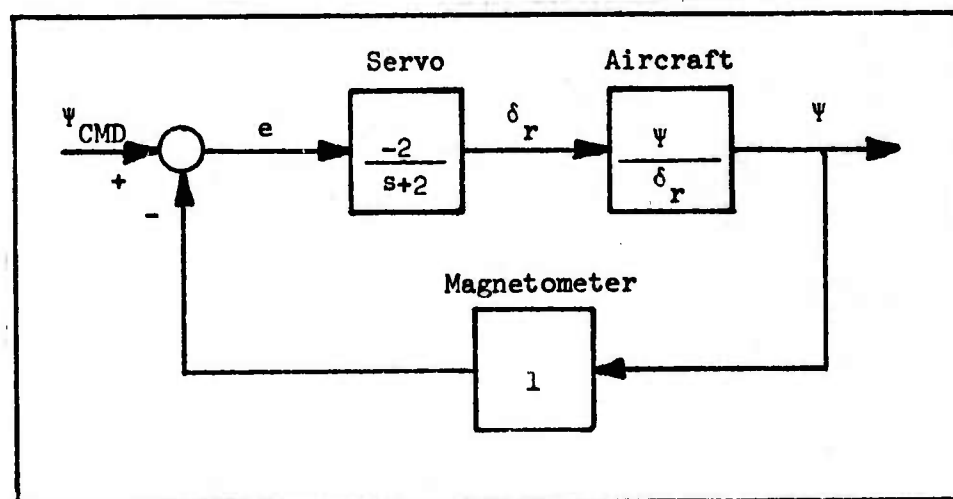 Servo
Aircraft
Ψ CMD
e
-2
s+2
δ r
Ψ
δ r
Ψ
+
-
Magnetometer
1